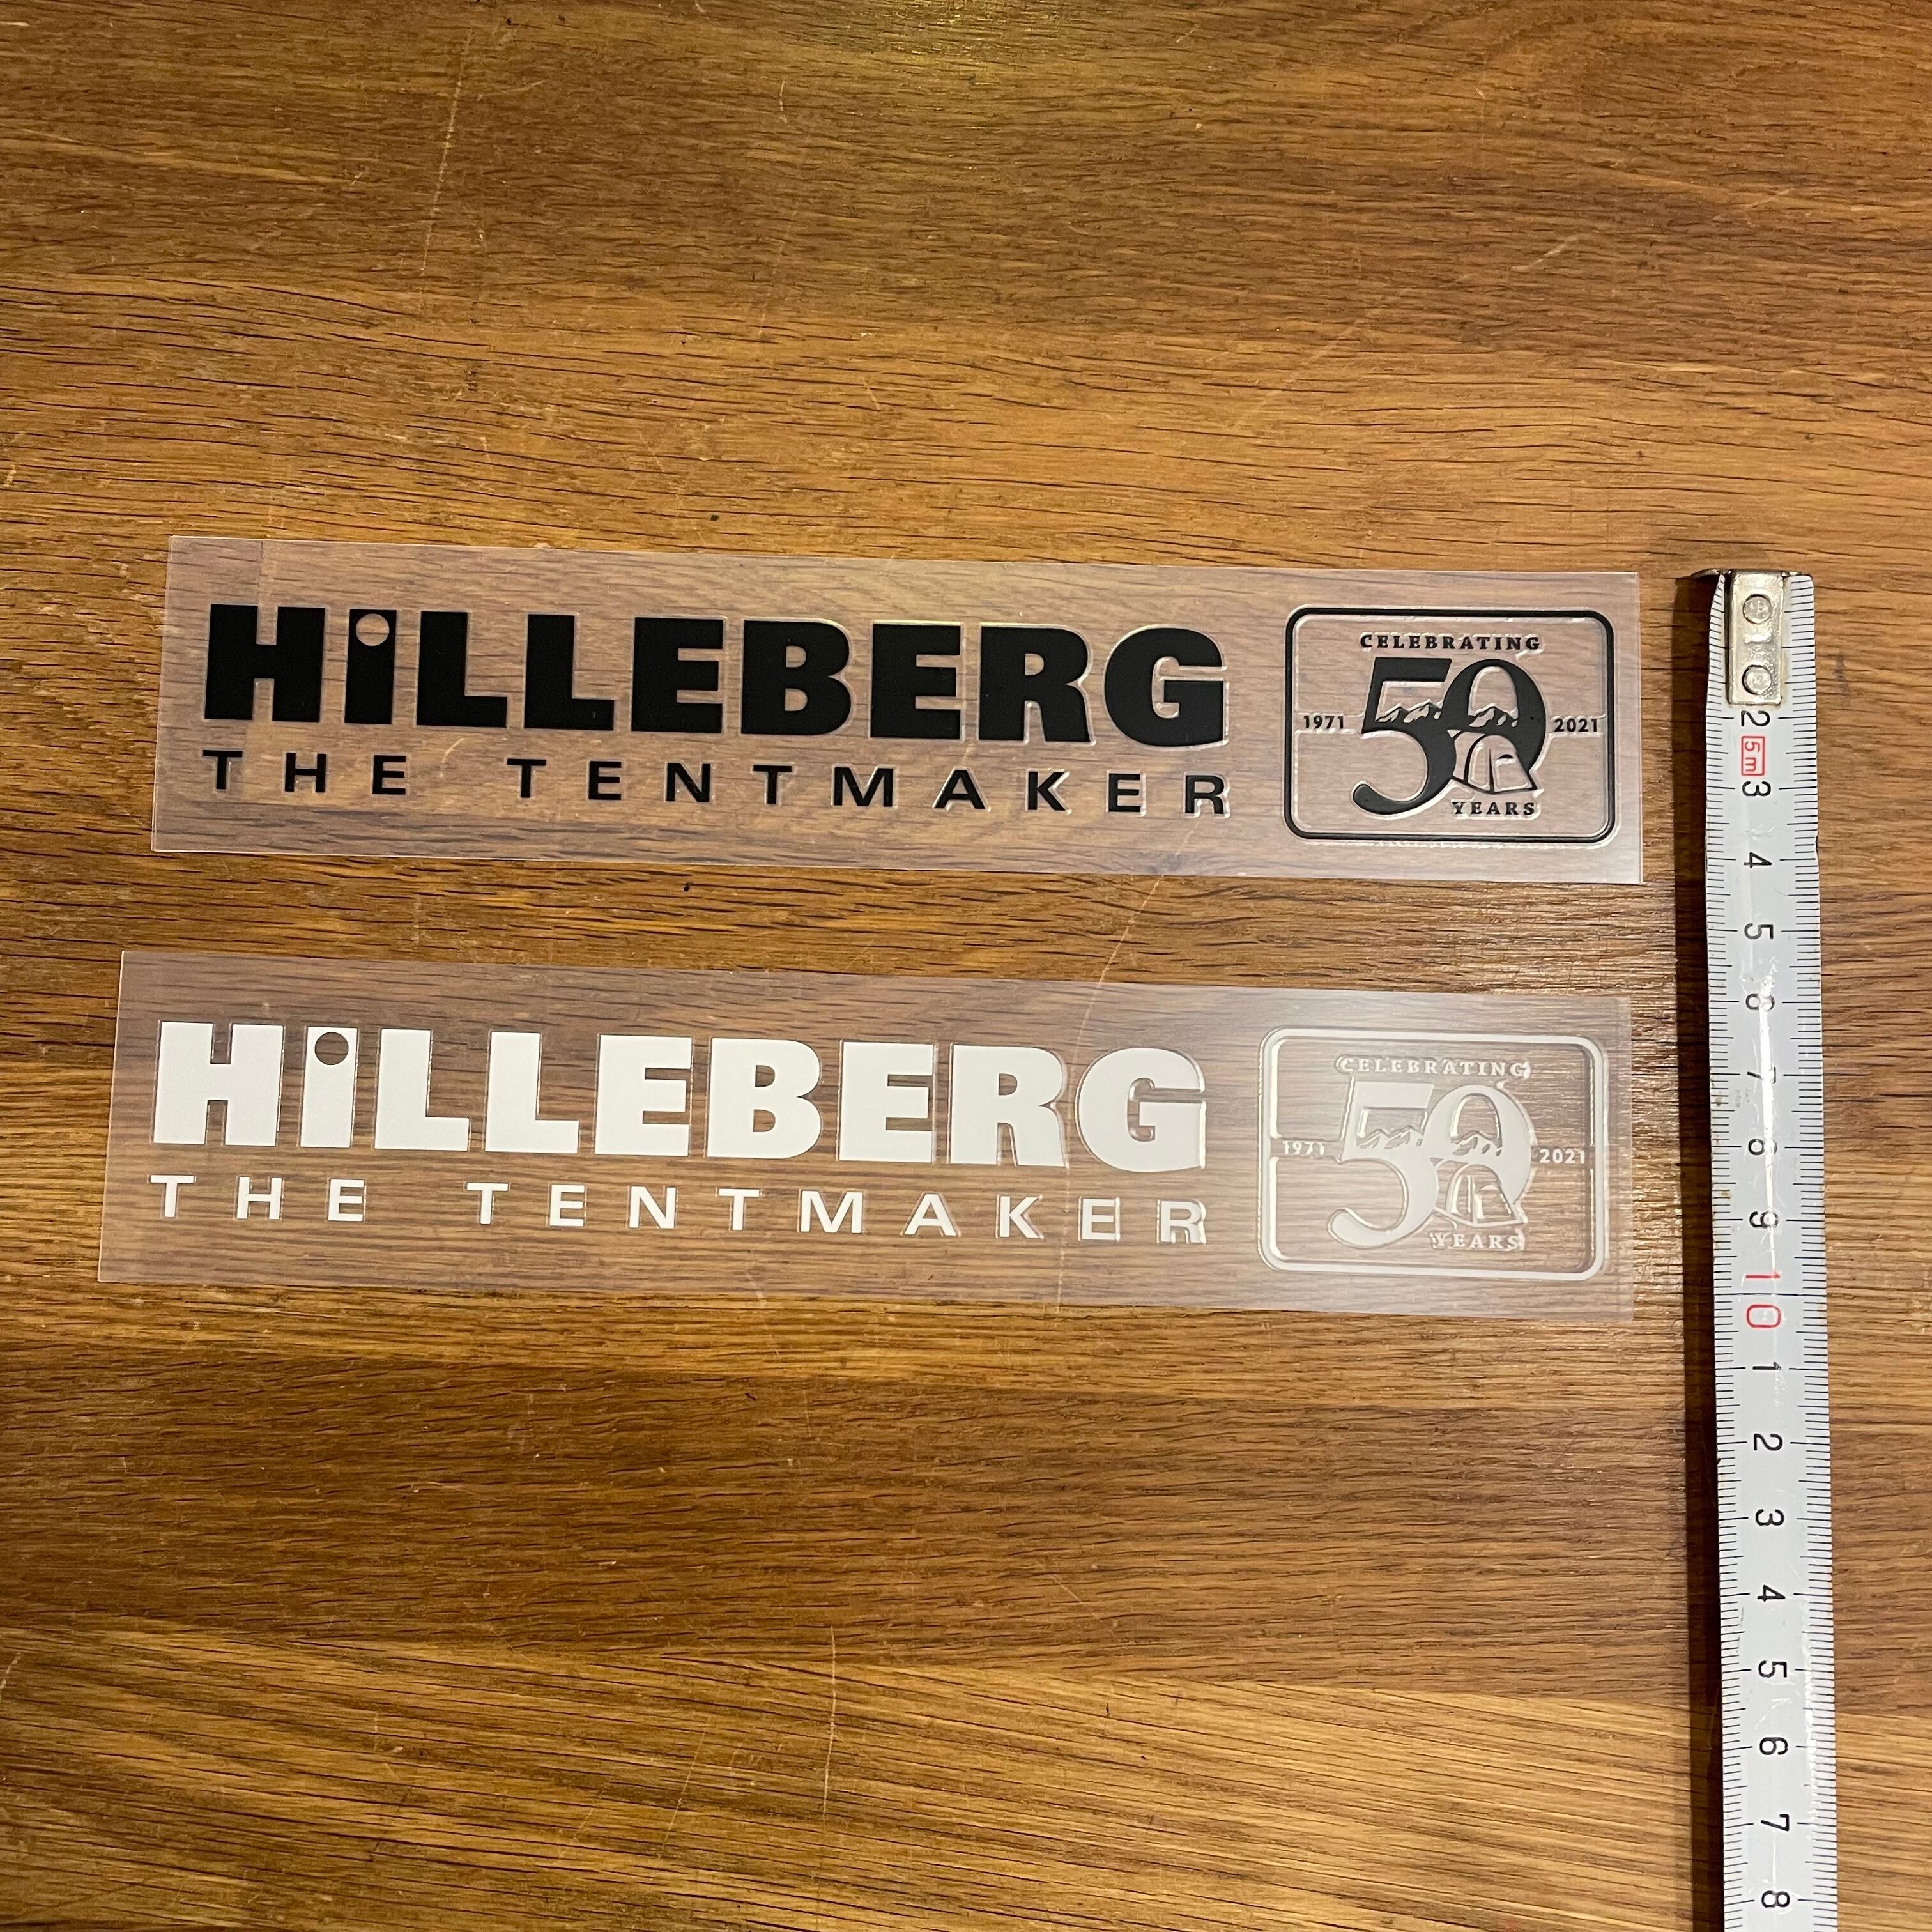 HiLLEBERG
THE TENTMAKER
CELEBRATING
1971 50 2021
YEARS
HiLLEBERG
THE TENTMAKER
CELEBRATING
1971 50 2021
YEARS
2
5m
3
4
5
6
7
8
9
10
1
2
3
4
5
6
7
8